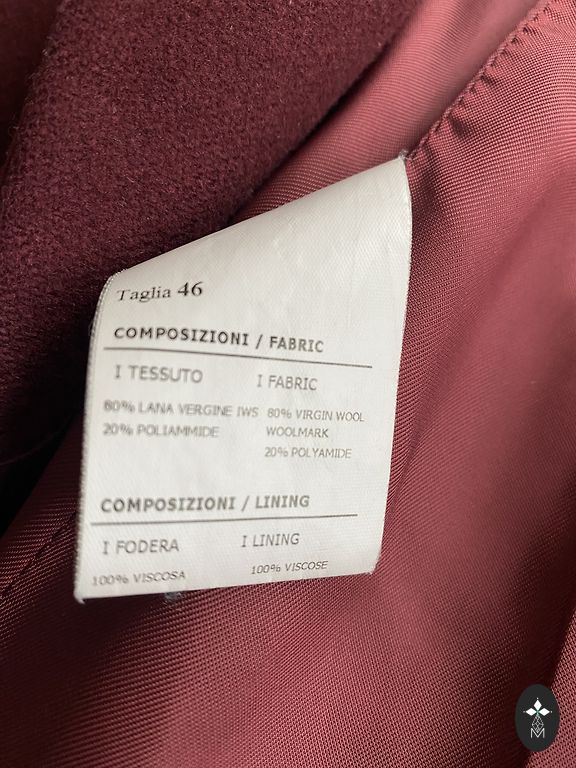 Taglia 46
COMPOSIZIONI / FABRIC
I TESSUTO I FABRIC
80% LANA VERGINE IWS 80% VIRGIN WOOL
20% POLIAMMIDE WOOLMARK
20% POLYAMIDE
COMPOSIZIONI / LINING
I FODERA I LINING
100% VISCOSA 100% VISCOSE